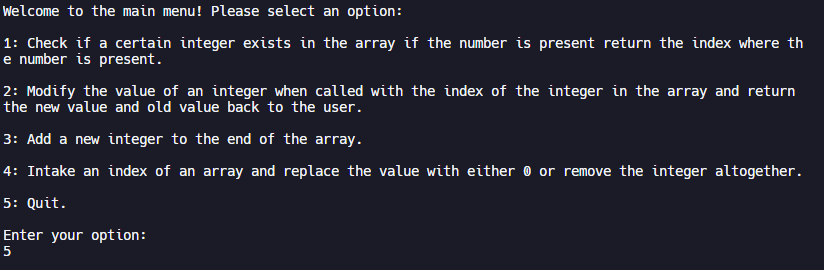 Welcome to the main menu! Please select an option:
1: Check if a certain integer exists in the array if the number is present return the index where th
e number is present.
2: Modify the value of an integer when called with the index of the integer in the array and return
the new value and old value back to the user.
3: Add a new integer to the end of the array.
4: Intake an index of an array and replace the value with either 0 or remove the integer altogether.
5: Quit.
Enter your option:
5